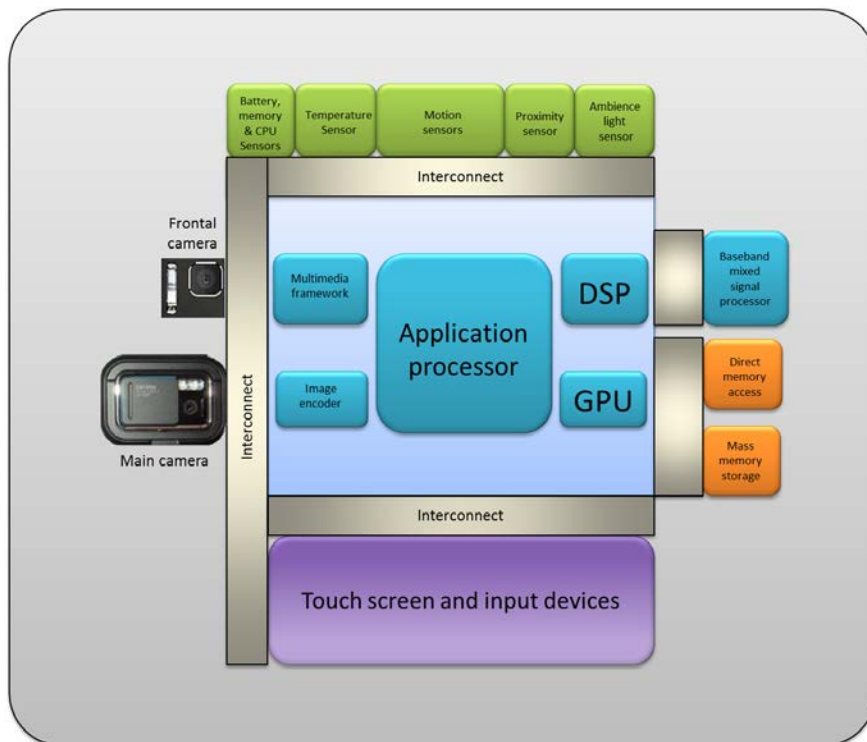 Battery,
memory
& CPU
Sensors
Temperature
Sensor
Motion
sensors
Proximity
sensor
Ambience
light
sensor
Interconnect
Frontal
camera
Multimedia
framework
Application
processor
DSP
Baseband
mixed
signal
processor
Image
encoder
GPU
Direct
memory
access
Mass
memory
storage
Interconnect
Main camera
Interconnect
Touch screen and input devices